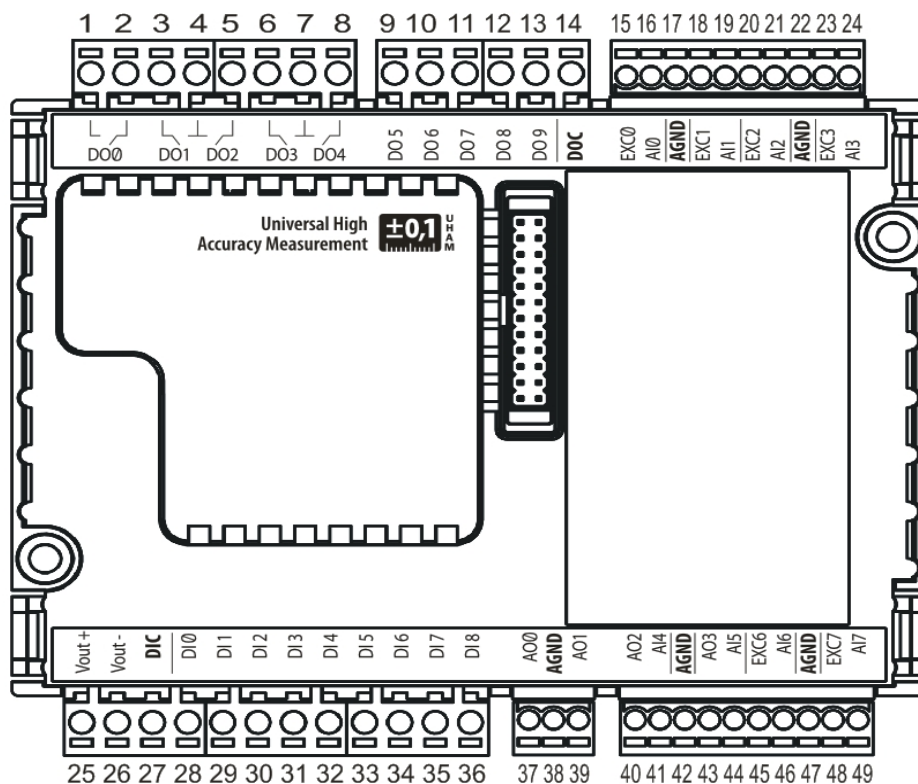 1 2 3 4 5 6 7 8 9 10 11 12 13 14 15 16 17 18 19 20 21 22 23 24
DO0 DO1 DO2 DO3 DO4 DO5 DO6 DO7 DO8 DO9 DOC EXC0 AI0 AGND EXC1 AI1 EXC2 AI2 AGND EXC3 AI3
Universal High
Accuracy Measurement
±0,1
UHAM
Vout+ Vout- DIC DI0 DI1 DI2 DI3 DI4 DI5 DI6 DI7 DI8 AO0 AGND AO1 AO2 AI4 AGND AO3 AI5 EXC6 AI6 AGND EXC7 AI7
25 26 27 28 29 30 31 32 33 34 35 36 37 38 39 40 41 42 43 44 45 46 47 48 49